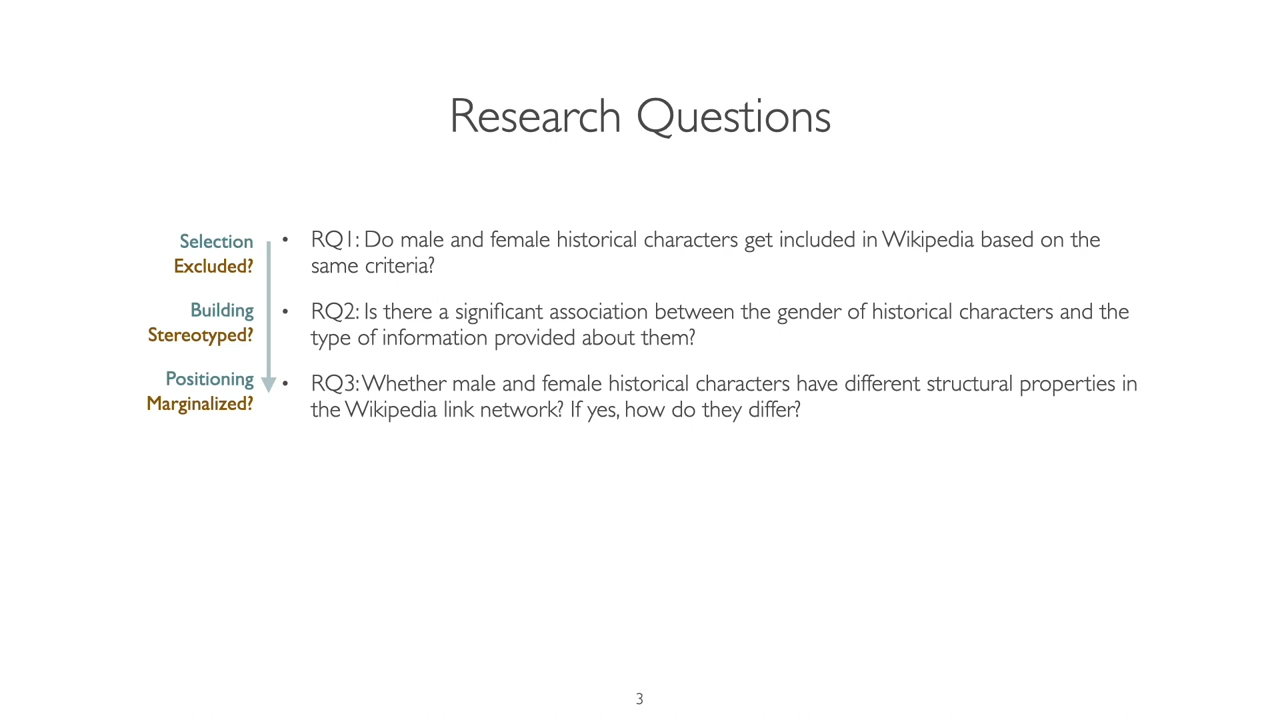 Research Questions
Selection
Excluded?
• RQ1: Do male and female historical characters get included in Wikipedia based on the
same criteria?
Building
Stereotyped?
• RQ2: Is there a significant association between the gender of historical characters and the
type of information provided about them?
Positioning
Marginalized?
• RQ3: Whether male and female historical characters have different structural properties in
the Wikipedia link network? If yes, how do they differ?
3